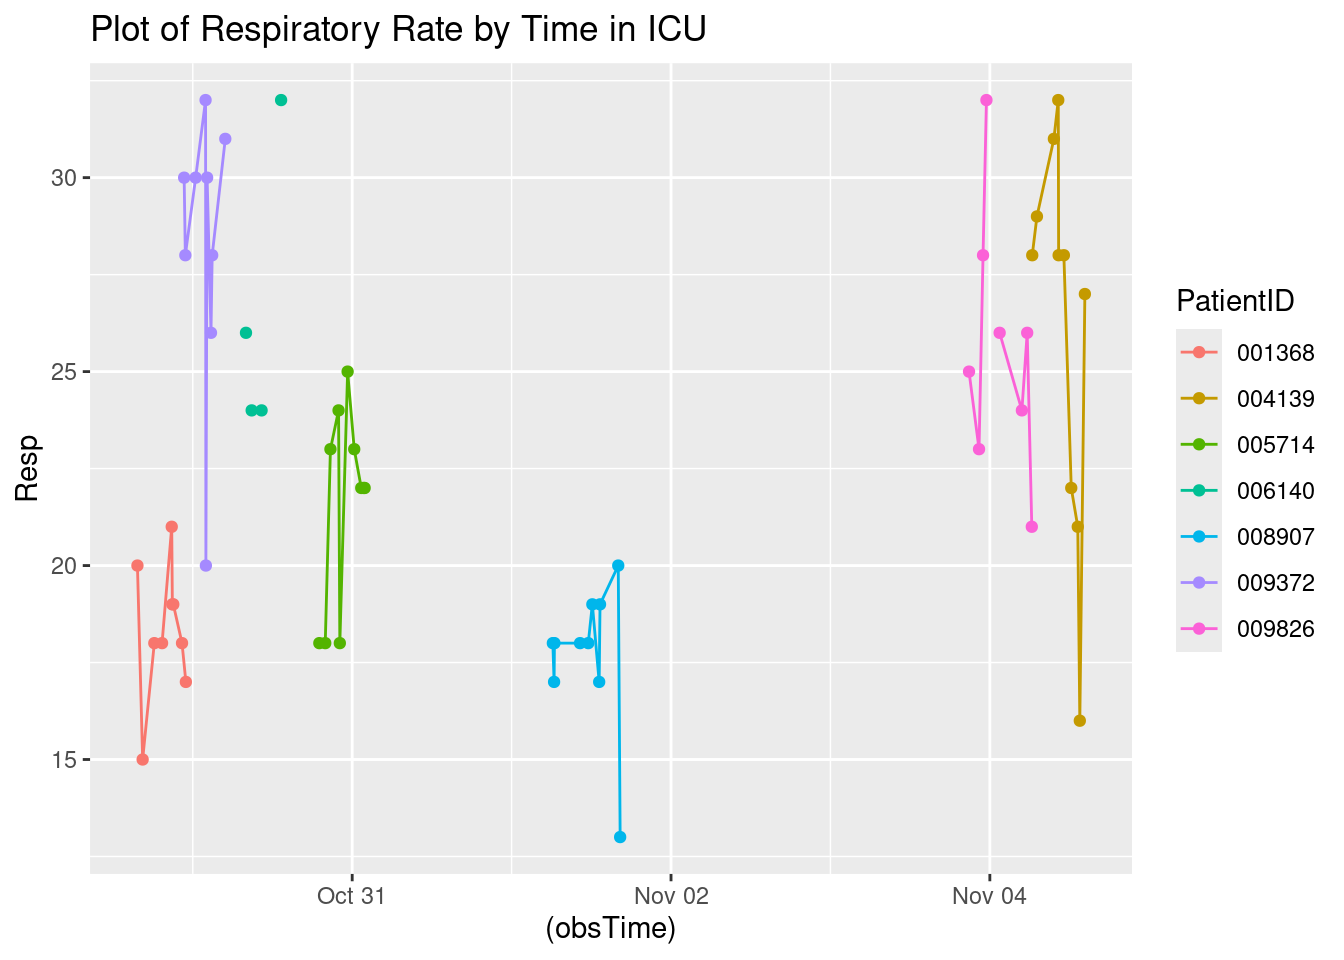 Plot of Respiratory Rate by Time in ICU
30
25
20
15
Resp
Oct 31
Nov 02
Nov 04
(obsTime)
PatientID
001368
004139
005714
006140
008907
009372
009826